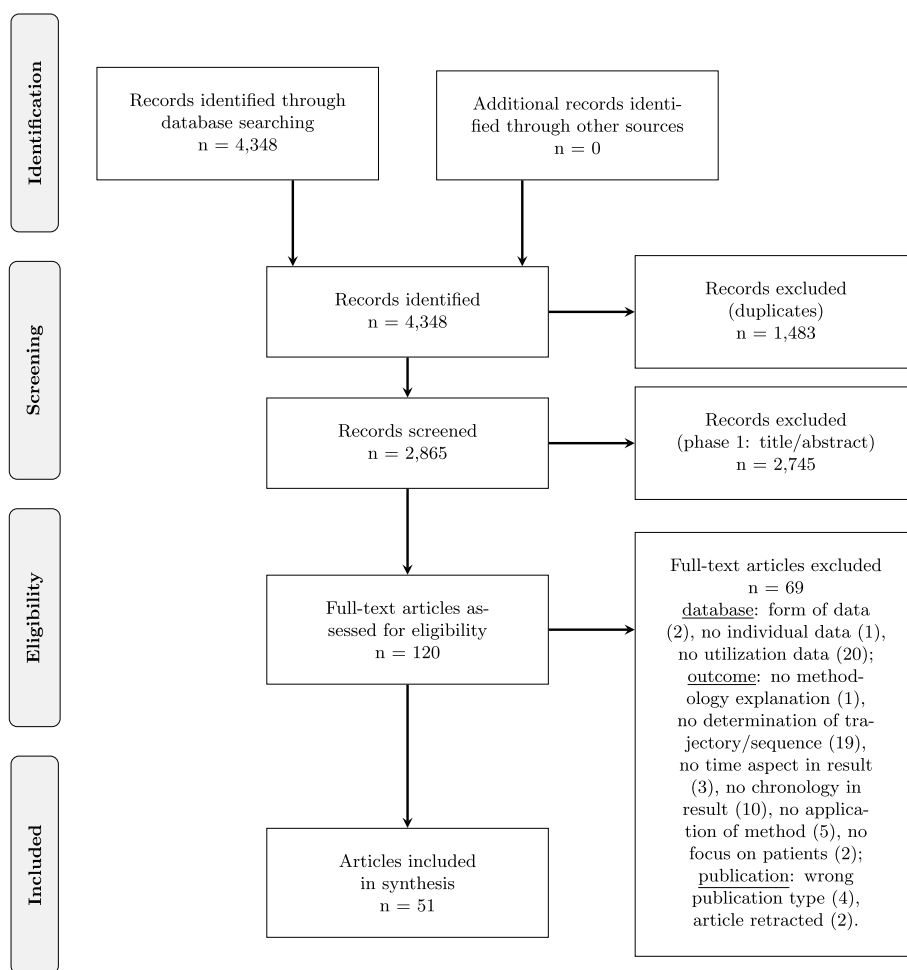 Identification
Records identified through
database searching
n = 4,348
Additional records identi-
fied through other sources
n = 0
Screening
Records identified
n = 4,348
Records excluded
(duplicates)
n = 1,483
Records screened
n = 2,865
Records excluded
(phase 1: title/abstract)
n = 2,745
Eligibility
Full-text articles as-
sessed for eligibility
n = 120
Full-text articles excluded
n = 69
database: form of data
(2), no individual data (1),
no utilization data (20);
outcome: no method-
ology explanation (1),
no determination of tra-
jectory/sequence (19),
no time aspect in result
(3), no chronology in
result (10), no applica-
tion of method (5), no
focus on patients (2);
publication: wrong
publication type (4),
article retracted (2).
Included
Articles included
in synthesis
n = 51